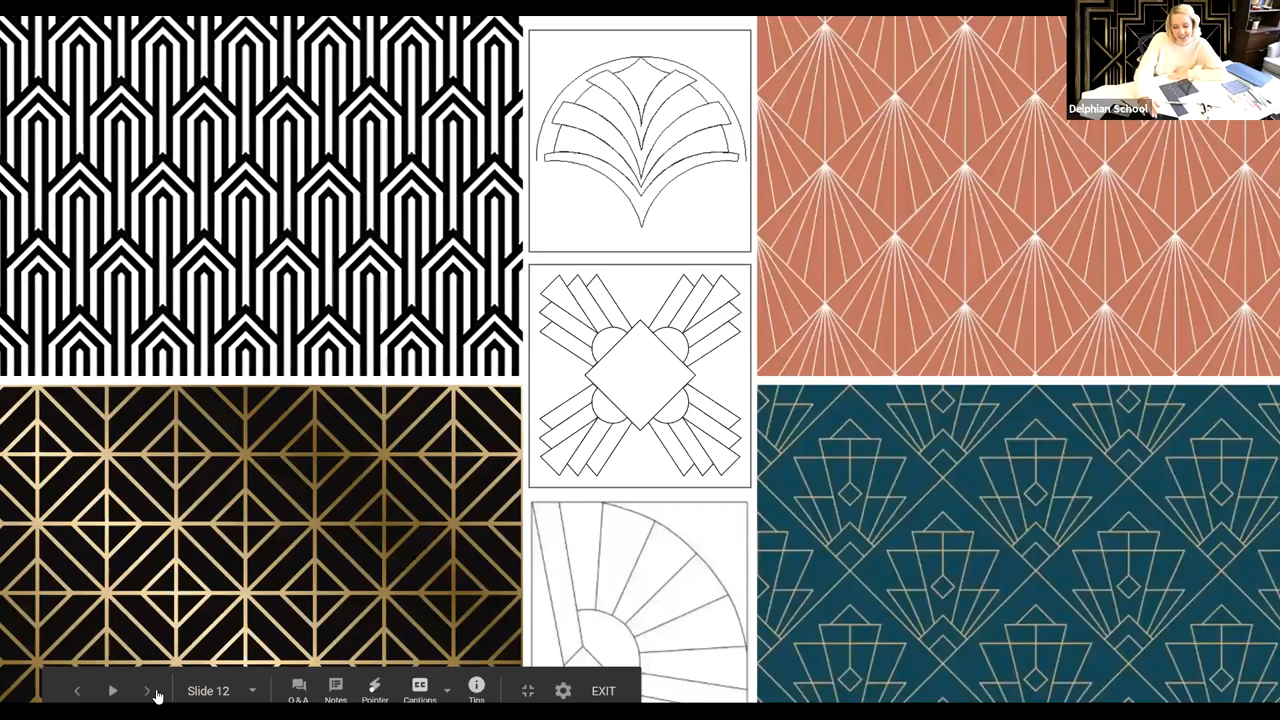 Delphian School
Slide 12
Q & A
Notes
Pointer
Captions
Tips
EXIT